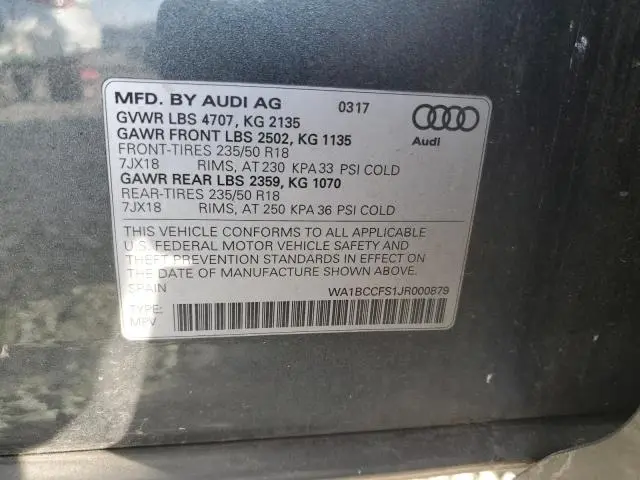 MFD. BY AUDI AG 0317
GVWR LBS 4707, KG 2135
GAWR FRONT LBS 2502, KG 1135
FRONT-TIRES 235/50 R18
7JX18 RIMS, AT 230 KPA 33 PSI COLD
GAWR REAR LBS 2359, KG 1070
REAR-TIRES 235/50 R18
7JX18 RIMS, AT 250 KPA 36 PSI COLD
Audi
THIS VEHICLE CONFORMS TO ALL APPLICABLE
U.S. FEDERAL MOTOR VEHICLE SAFETY AND
THEFT PREVENTION STANDARDS IN EFFECT ON
THE DATE OF MANUFACTURE SHOWN ABOVE.
SPAIN WA1BCCFS1JR000879
TYPE:
MPV